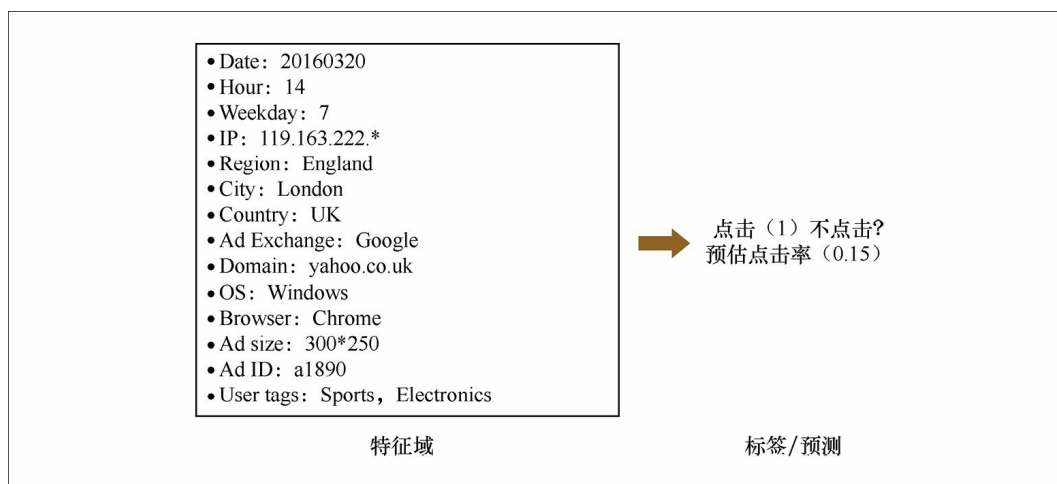 • Date：20160320
• Hour：14
• Weekday：7
• IP：119.163.222.*
• Region：England
• City：London
• Country：UK
• Ad Exchange：Google
• Domain：yahoo.co.uk
• OS：Windows
• Browser：Chrome
• Ad size：300*250
• Ad ID：a1890
• User tags：Sports，Electronics
特征域
点击（1）不点击？
预估点击率（0.15）
标签/预测